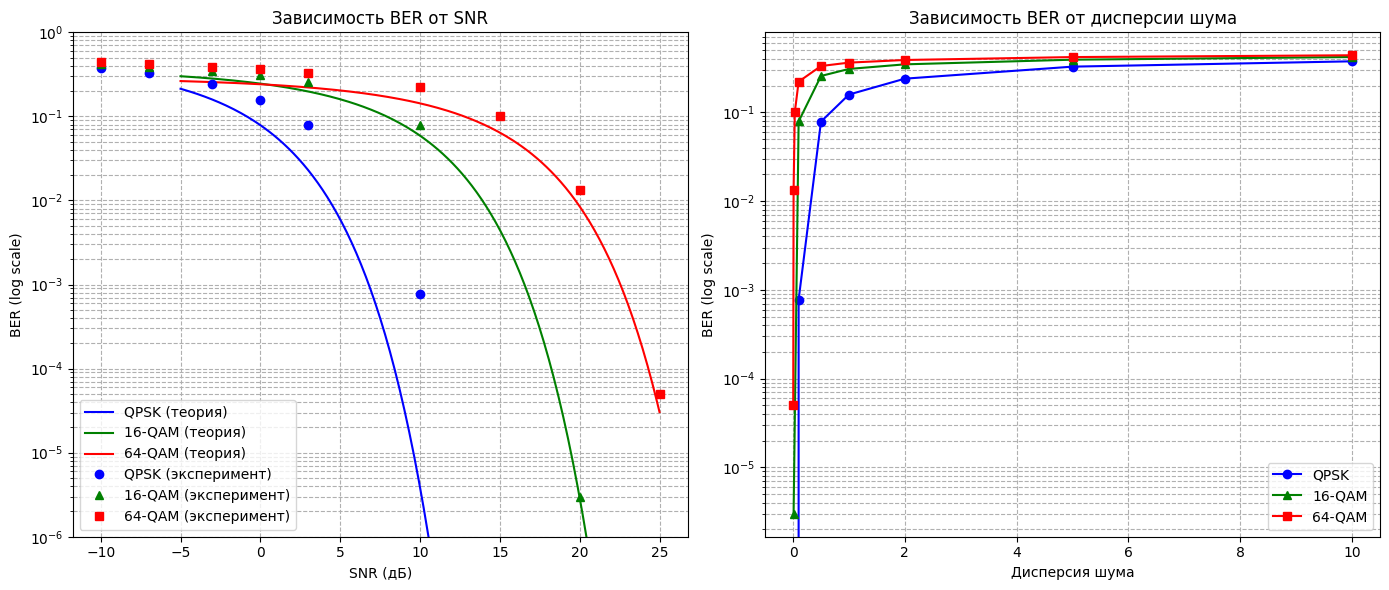 Зависимость BER от SNR
BER (log scale)
10⁰
10⁻¹
10⁻²
10⁻³
10⁻⁴
10⁻⁵
10⁻⁶
QPSK (теория)
16-QAM (теория)
64-QAM (теория)
QPSK (эксперимент)
16-QAM (эксперимент)
64-QAM (эксперимент)
−10 −5 0 5 10 15 20 25
SNR (дБ)
Зависимость BER от дисперсии шума
BER (log scale)
10⁻¹
10⁻²
10⁻³
10⁻⁴
10⁻⁵
QPSK
16-QAM
64-QAM
0 2 4 6 8 10
Дисперсия шума